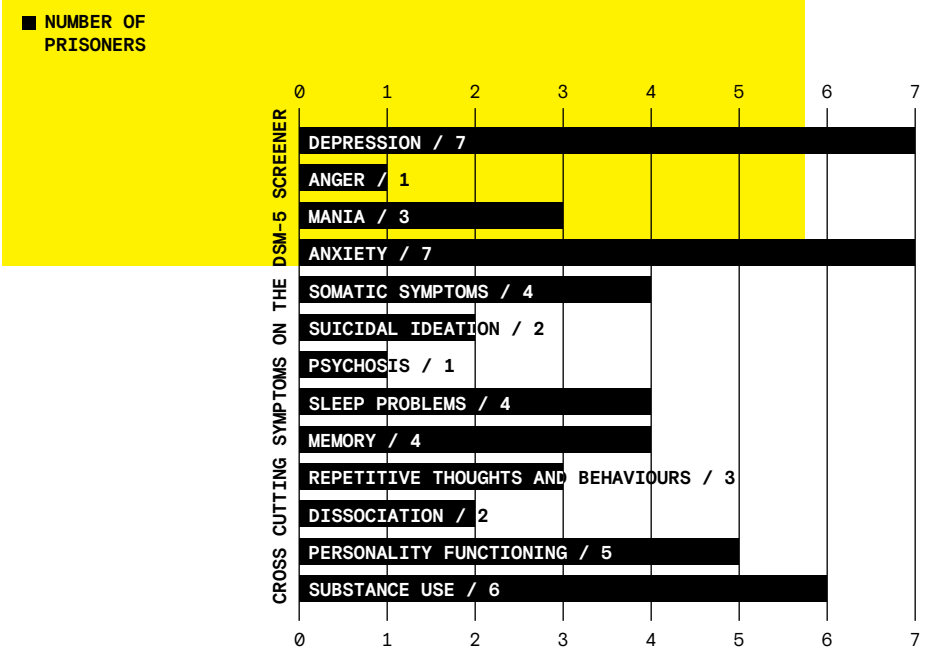 NUMBER OF
PRISONERS
0 1 2 3 4 5 6 7
CROSS CUTTING SYMPTOMS ON THE DSM-5 SCREENER
DEPRESSION / 7
ANGER / 1
MANIA / 3
ANXIETY / 7
SOMATIC SYMPTOMS / 4
SUICIDAL IDEATION / 2
PSYCHOSIS / 1
SLEEP PROBLEMS / 4
MEMORY / 4
REPETITIVE THOUGHTS AND BEHAVIOURS / 3
DISSOCIATION / 2
PERSONALITY FUNCTIONING / 5
SUBSTANCE USE / 6
0 1 2 3 4 5 6 7